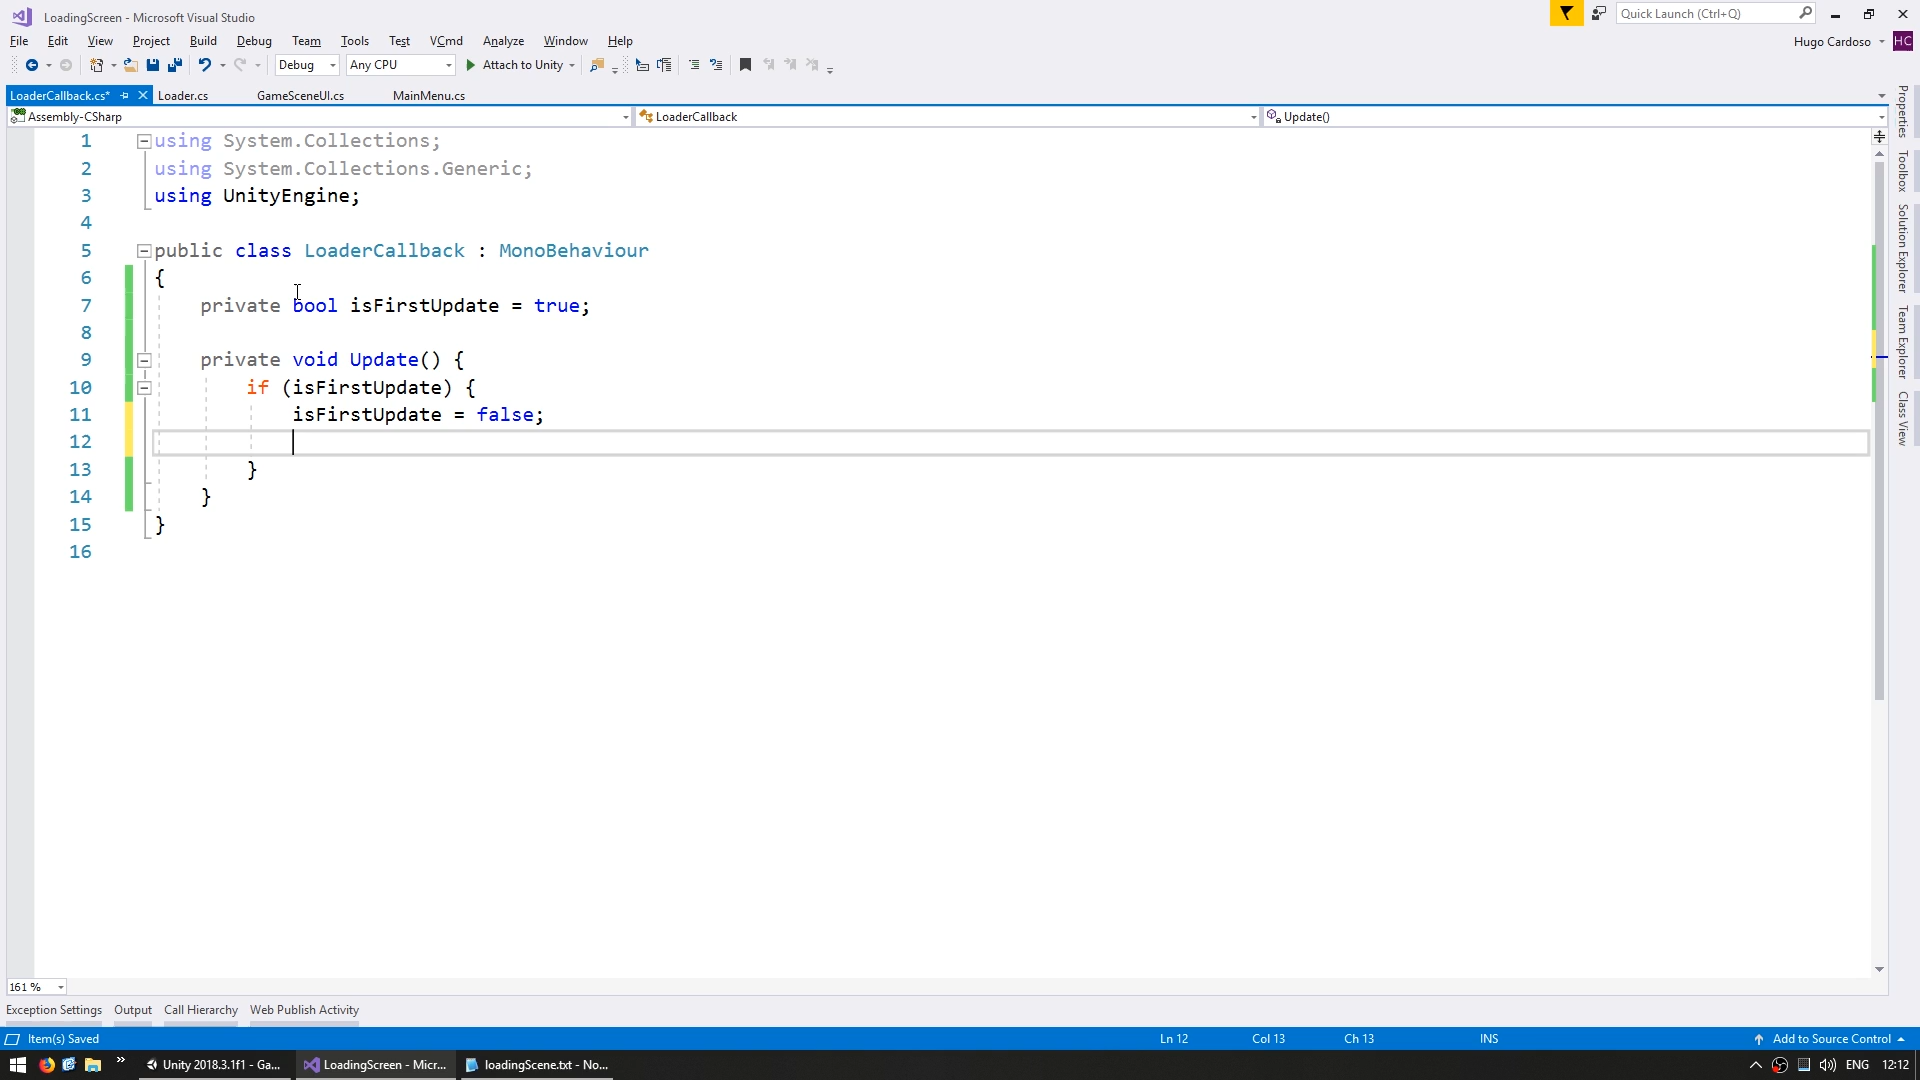 LoadingScreen - Microsoft Visual Studio
Quick Launch (Ctrl+Q)
File Edit View Project Build Debug Team Tools Test VCmd Analyze Window Help
Hugo Cardoso HC
Debug Any CPU Attach to Unity
LoaderCallback.cs* Loader.cs GameSceneUI.cs MainMenu.cs
Assembly-CSharp LoaderCallback Update()
1 using System.Collections;
2 using System.Collections.Generic;
3 using UnityEngine;
4
5 public class LoaderCallback : MonoBehaviour
6 {
7 private bool isFirstUpdate = true;
8
9 private void Update() {
10 if (isFirstUpdate) {
11 isFirstUpdate = false;
12
13 }
14 }
15 }
16
Properties
Toolbox
Solution Explorer
Team Explorer
Class View
161 %
Exception Settings Output Call Hierarchy Web Publish Activity
Item(s) Saved Ln 12 Col 13 Ch 13 INS Add to Source Control
Unity 2018.3.1f1 - Ga... LoadingScreen - Micr... loadingScene.txt - No... ENG 12:12